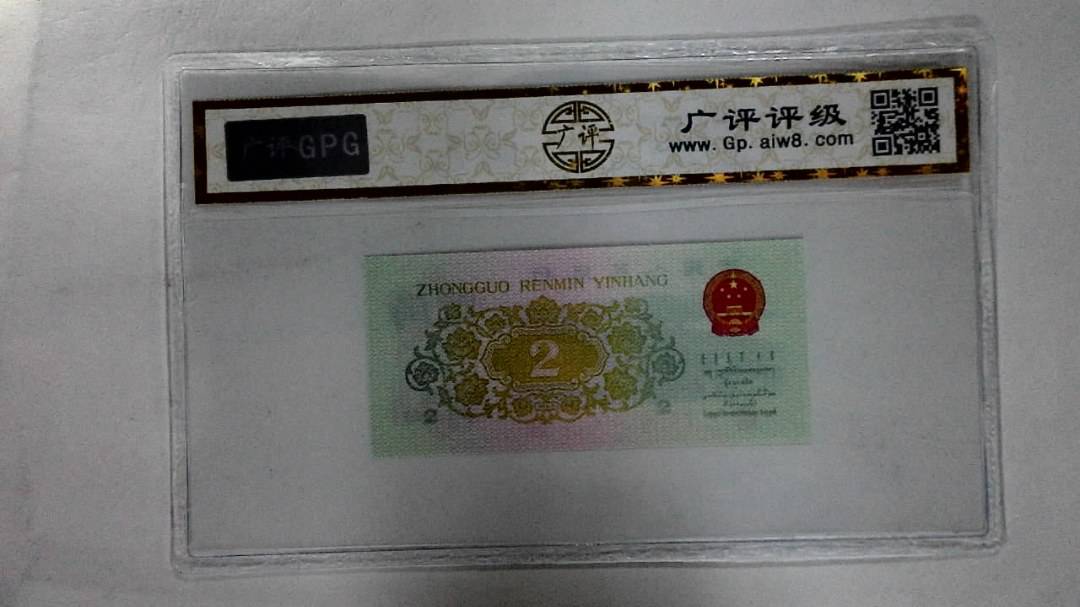 广评GPG
广评
广评评级
www.Gp.aiw8.com
ZHONGGUO RENMIN YINHANG
2
2 2